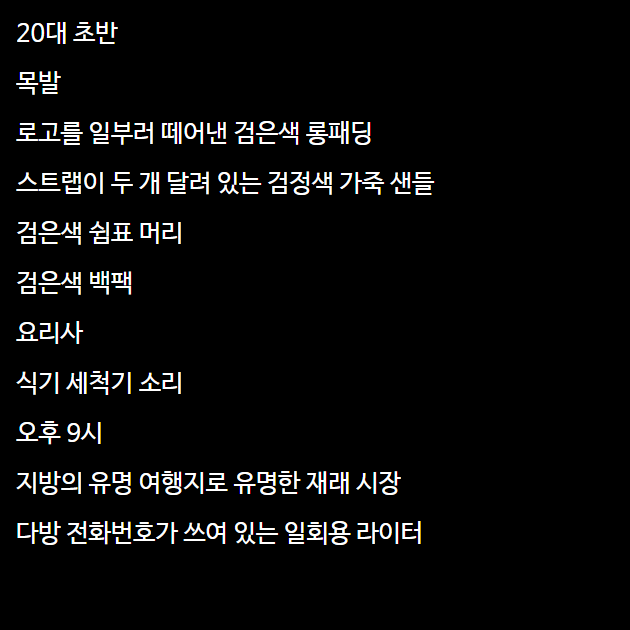 20대 초반
목발
로고를 일부러 떼어낸 검은색 롱패딩
스트랩이 두 개 달려 있는 검정색 가죽 샌들
검은색 쉼표 머리
검은색 백팩
요리사
식기 세척기 소리
오후 9시
지방의 유명 여행지로 유명한 재래 시장
다방 전화번호가 쓰여 있는 일회용 라이터